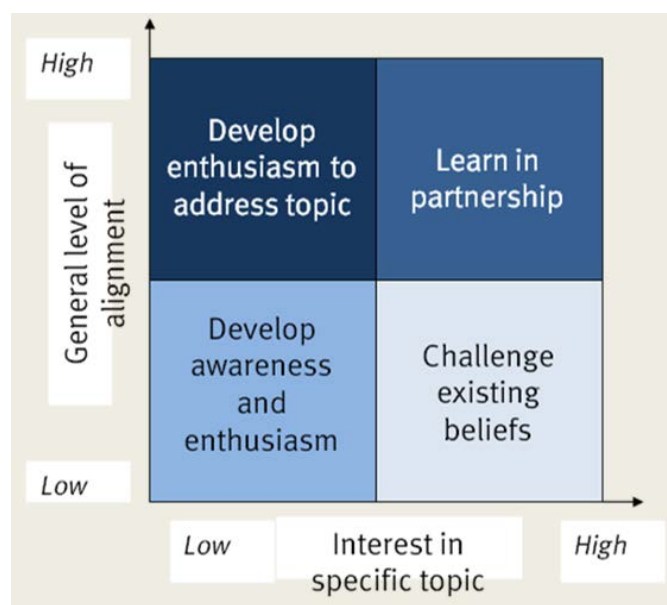 High
General level of
alignment
Low
Develop
enthusiasm to
address topic
Learn in
partnership
Develop
awareness
and
enthusiasm
Challenge
existing
beliefs
Low
Interest in
specific topic
High